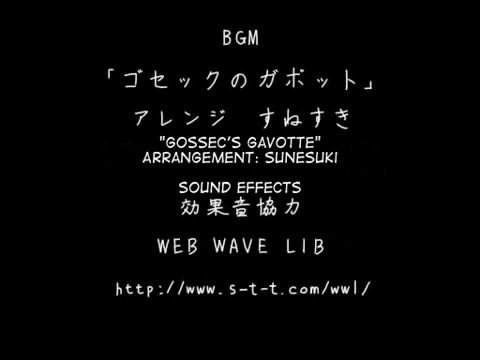 BGM
「ゴセックのガボット」
アレンジ　すねすき
"GOSSEC'S GAVOTTE"
ARRANGEMENT: SUNESUKI
SOUND EFFECTS
効果音協力
WEB WAVE LIB
http://www.s-t-t.com/wwl/